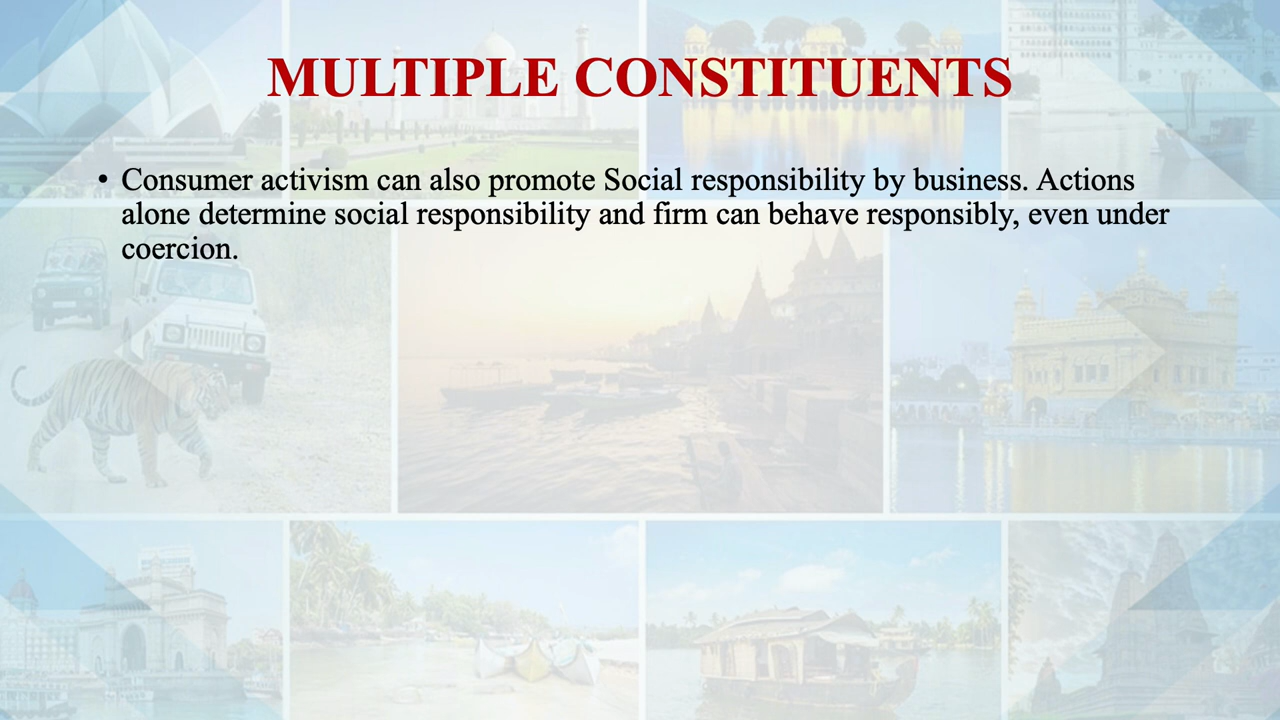 MULTIPLE CONSTITUENTS
• Consumer activism can also promote Social responsibility by business. Actions
alone determine social responsibility and firm can behave responsibly, even under
coercion.